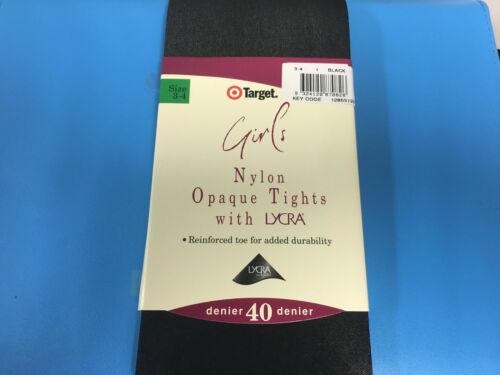 3-4 1 BLACK
Size
3-4
Target.
KEY CODE
Girls
Nylon
Opaque Tights
with LYCRA
• Reinforced toe for added durability
LYCRA
denier 40 denier